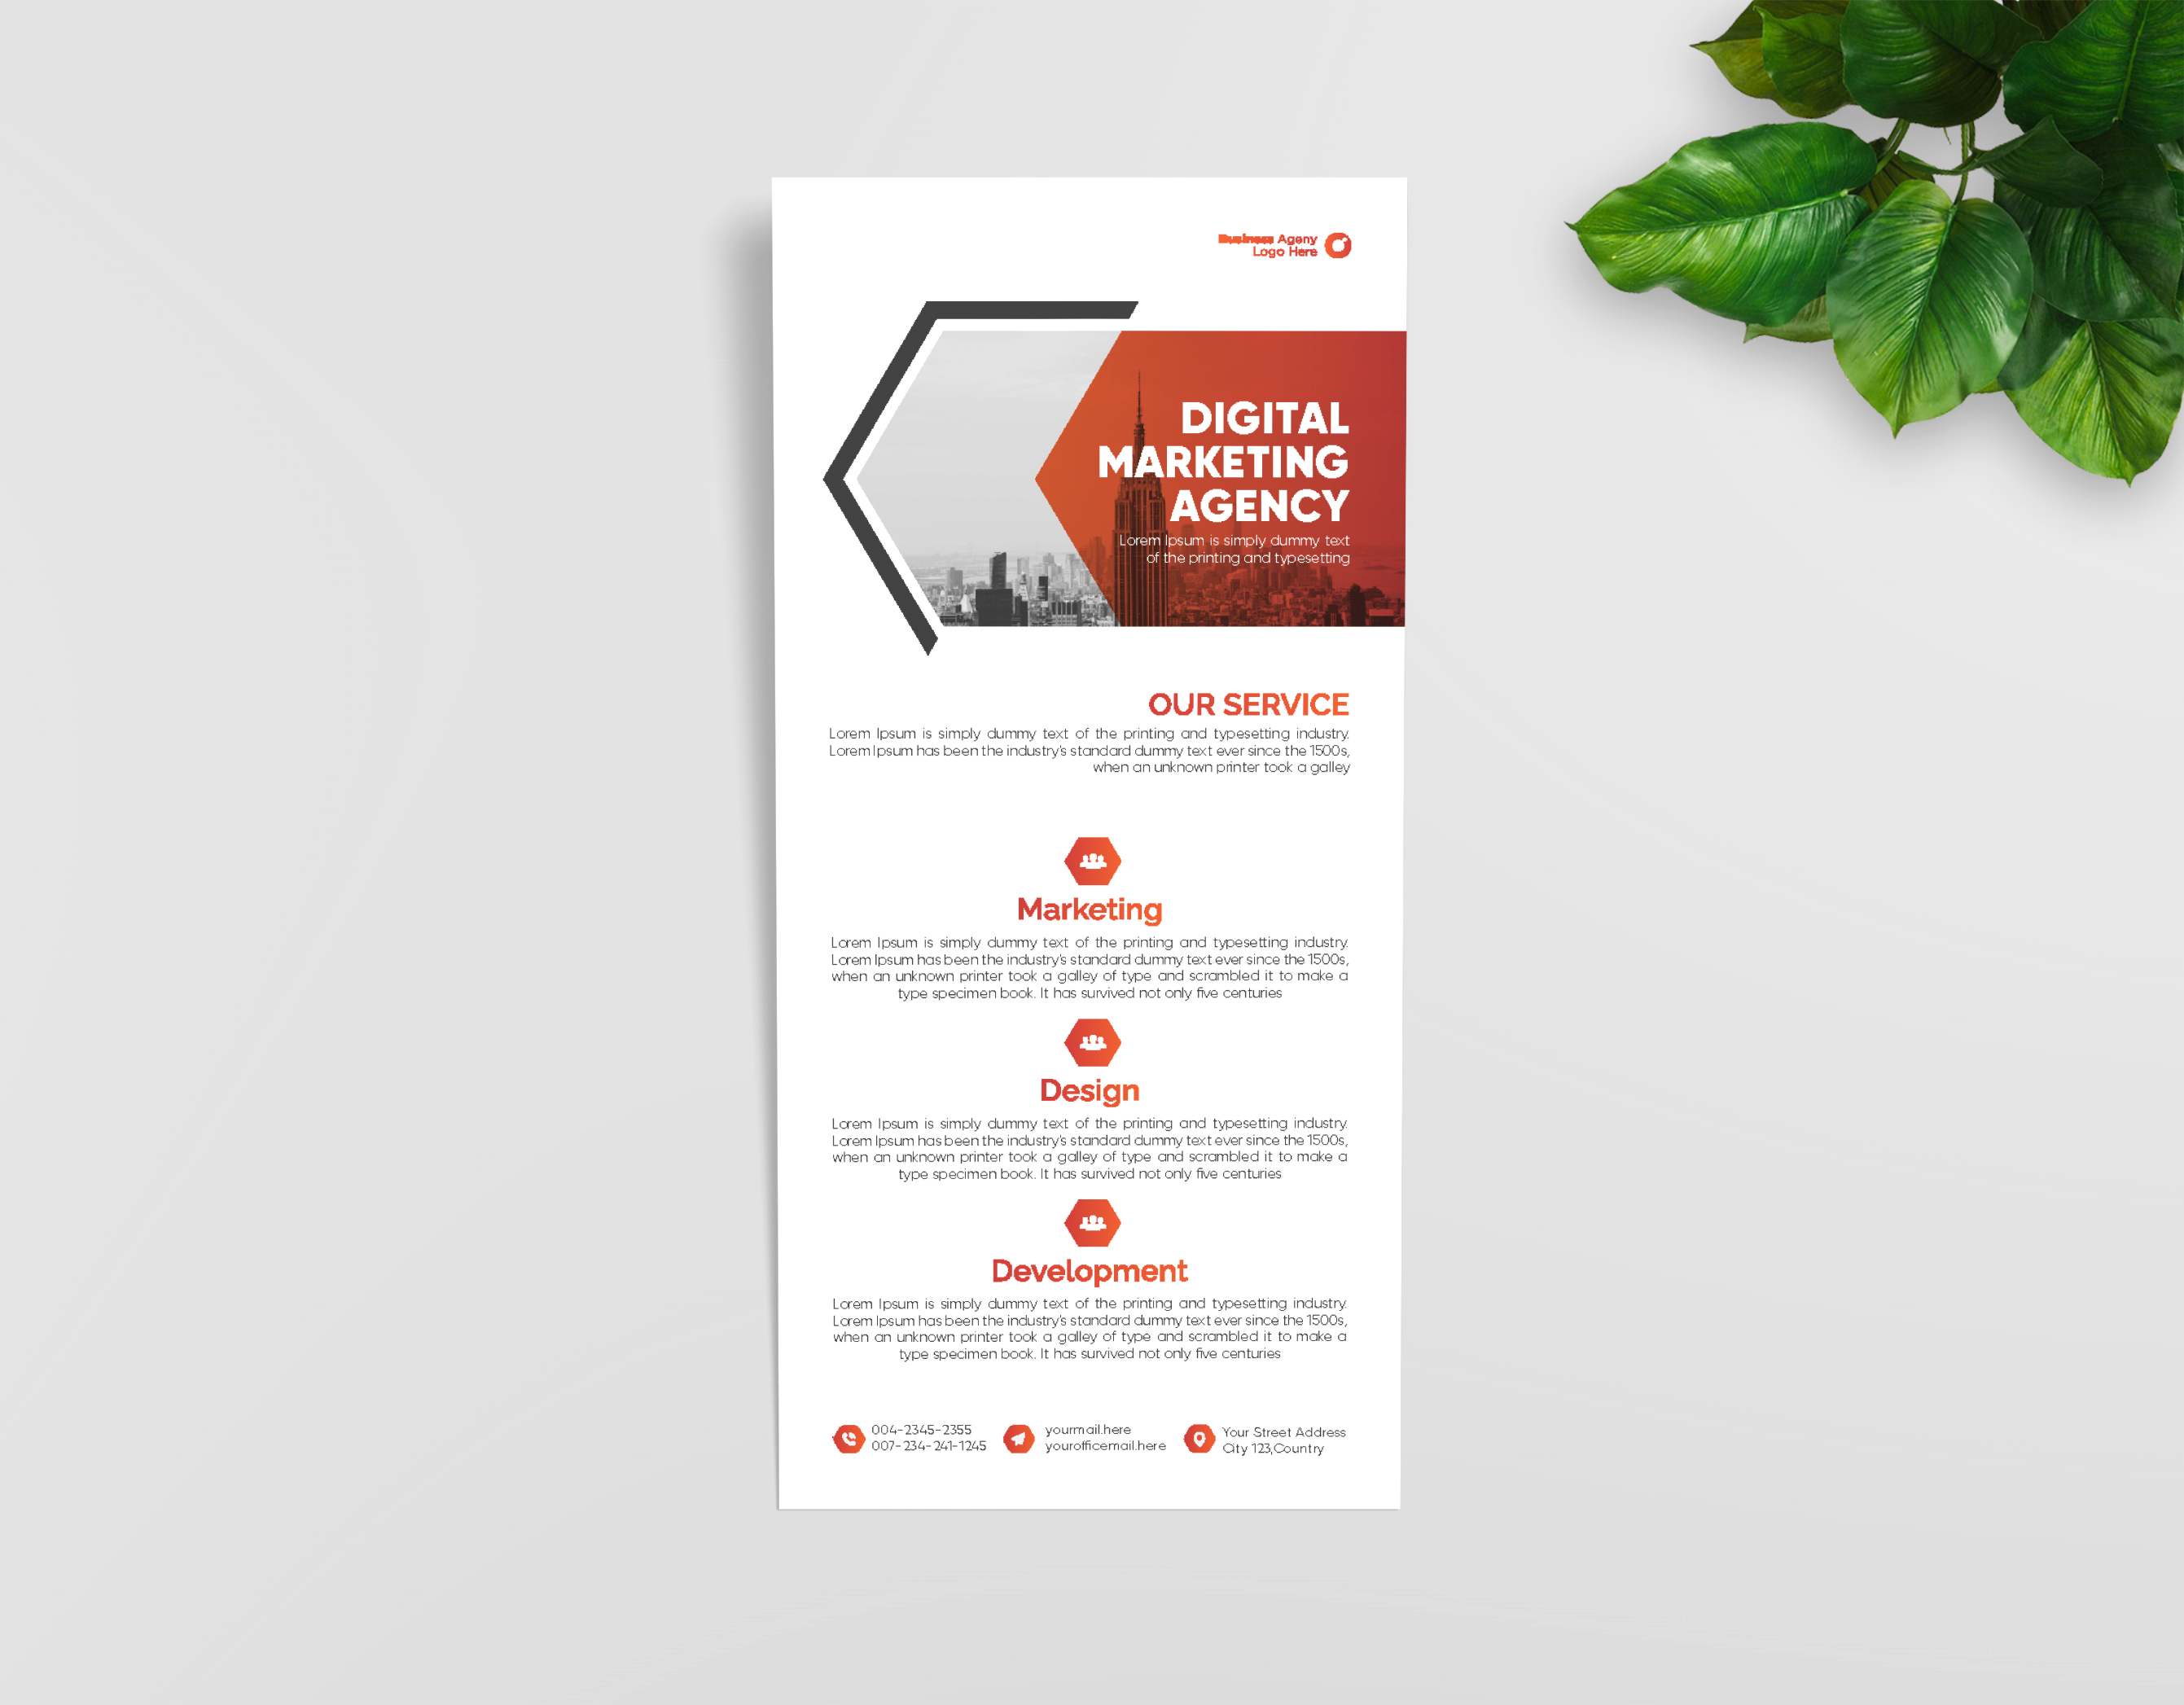 Business Ageny
Logo Here
DIGITAL
MARKETING
AGENCY
Lorem Ipsum is simply dummy text
of the printing and typesetting
OUR SERVICE
Lorem Ipsum is simply dummy text of the printing and typesetting industry.
Lorem Ipsum has been the industry's standard dummy text ever since the 1500s,
when an unknown printer took a galley
Marketing
Lorem Ipsum is simply dummy text of the printing and typesetting industry.
Lorem Ipsum has been the industry's standard dummy text ever since the 1500s,
when an unknown printer took a galley of type and scrambled it to make a
type specimen book. It has survived not only five centuries
Design
Lorem Ipsum is simply dummy text of the printing and typesetting industry.
Lorem Ipsum has been the industry's standard dummy text ever since the 1500s,
when an unknown printer took a galley of type and scrambled it to make a
type specimen book. It has survived not only five centuries
Development
Lorem Ipsum is simply dummy text of the printing and typesetting industry.
Lorem Ipsum has been the industry's standard dummy text ever since the 1500s,
when an unknown printer took a galley of type and scrambled it to make a
type specimen book. It has survived not only five centuries
004-2345-2355
007-234-241-1245
yourmail.here
yourofficemail.here
Your Street Address
City 123,Country